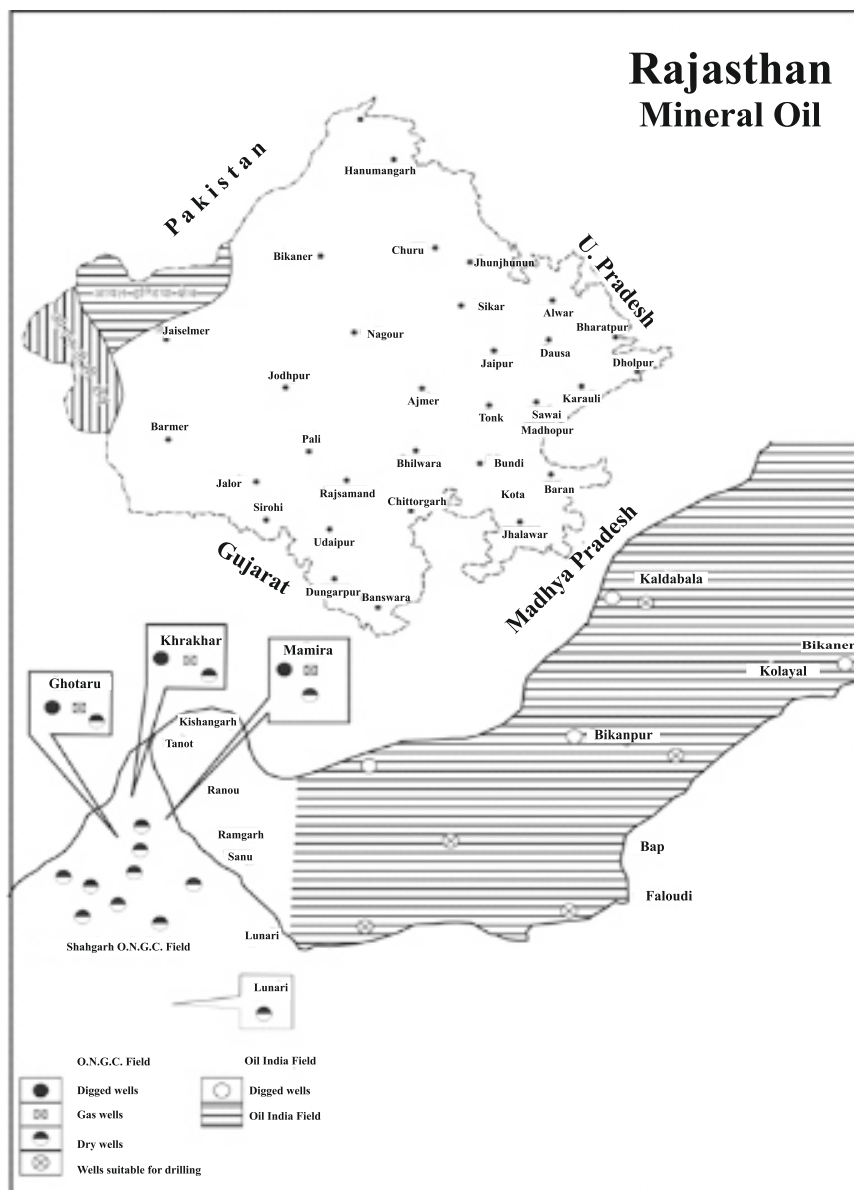 Rajasthan
Mineral Oil
Pakistan
Hanumangarh
U. Pradesh
Bikaner
Churu
Jhunjhunun
Sikar
Alwar
Jaiselmer
Nagour
Bharatpur
Jaipur
Dausa
Dholpur
Jodhpur
Ajmer
Karauli
Tonk
Sawai
Madhopur
Barmer
Pali
Bhilwara
Bundi
Baran
Jalor
Rajsamand
Kota
Chittorgarh
Sirohi
Udaipur
Jhalawar
Gujarat
Madhya Pradesh
Dungarpur
Banswara
Kaldabala
Khrakhar
Mamira
Bikaner
Ghotaru
Kolayal
Kishangarh
Tanot
Bikanpur
Ranou
Ramgarh
Sanu
Bap
Faloudi
Lunari
Shahgarh O.N.G.C. Field
Lunari
O.N.G.C. Field
Oil India Field
Digged wells
Digged wells
Gas wells
Oil India Field
Dry wells
Wells suitable for drilling